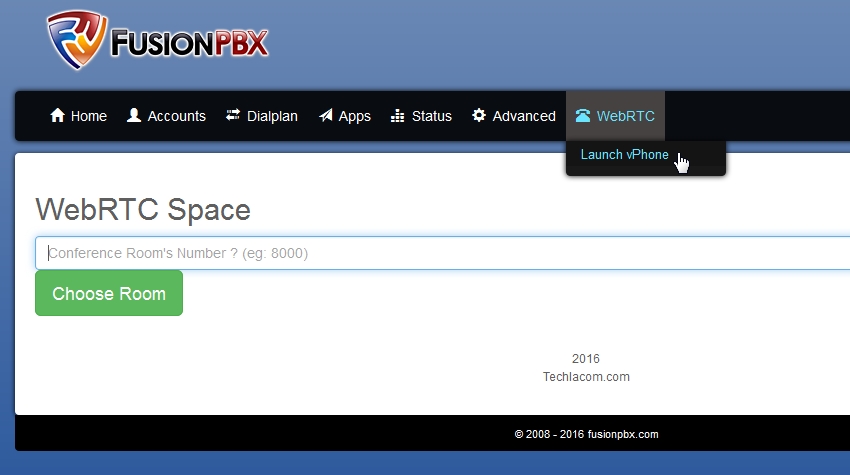 FUSIONPBX
Home Accounts Dialplan Apps Status Advanced WebRTC
Launch vPhone
WebRTC Space
Conference Room's Number ? (eg: 8000)
Choose Room
2016
Techlacom.com
© 2008 - 2016 fusionpbx.com